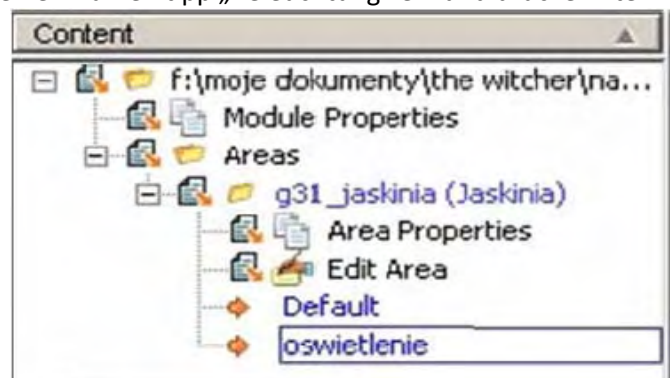 Content
f:\moje dokumenty\the witcher\na...
Module Properties
Areas
g31_jaskinia (Jaskinia)
Area Properties
Edit Area
Default
oswietlenie